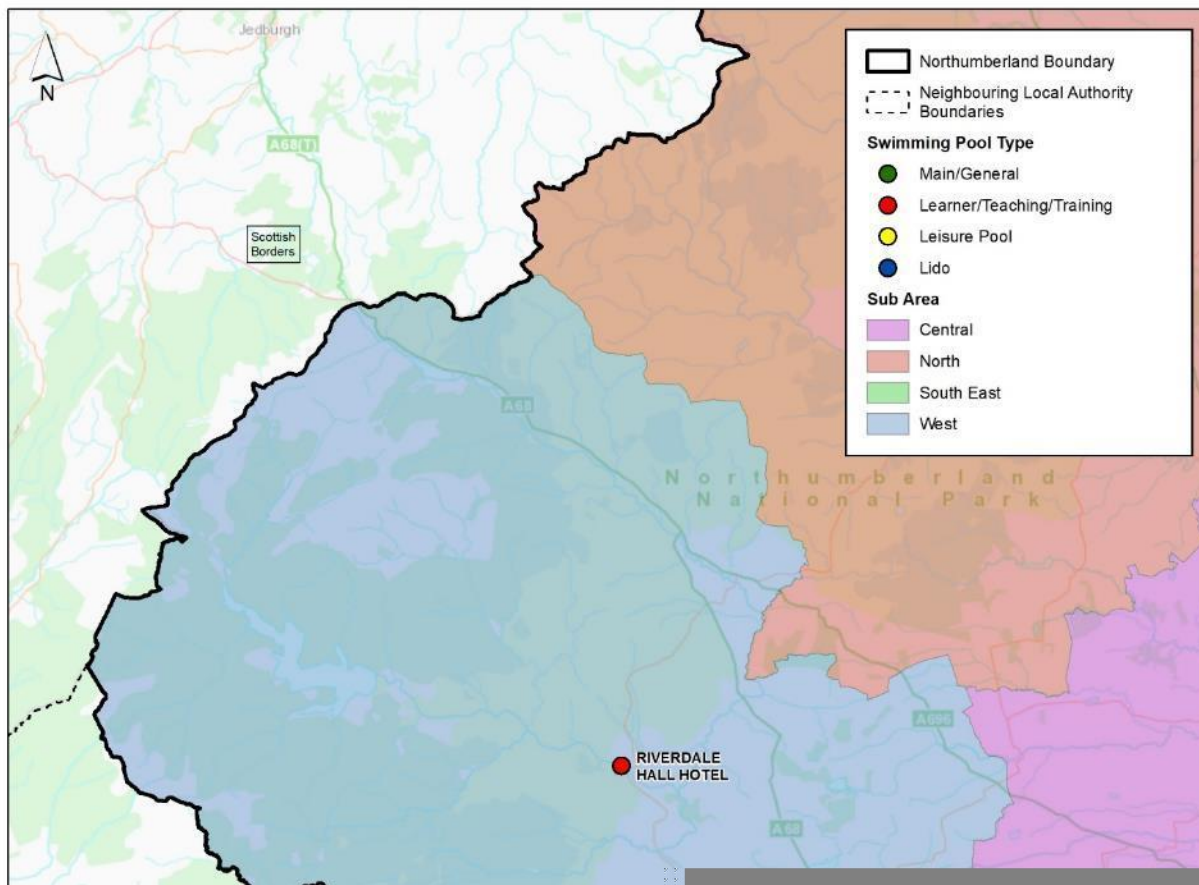 Jedburgh
N
A68(T)
Scottish
Borders
A68
Northumberland
National Park
RIVERDALE
HALL HOTEL
A696
A68
Northumberland Boundary
Neighbouring Local Authority
Boundaries
Swimming Pool Type
Main/General
Learner/Teaching/Training
Leisure Pool
Lido
Sub Area
Central
North
South East
West